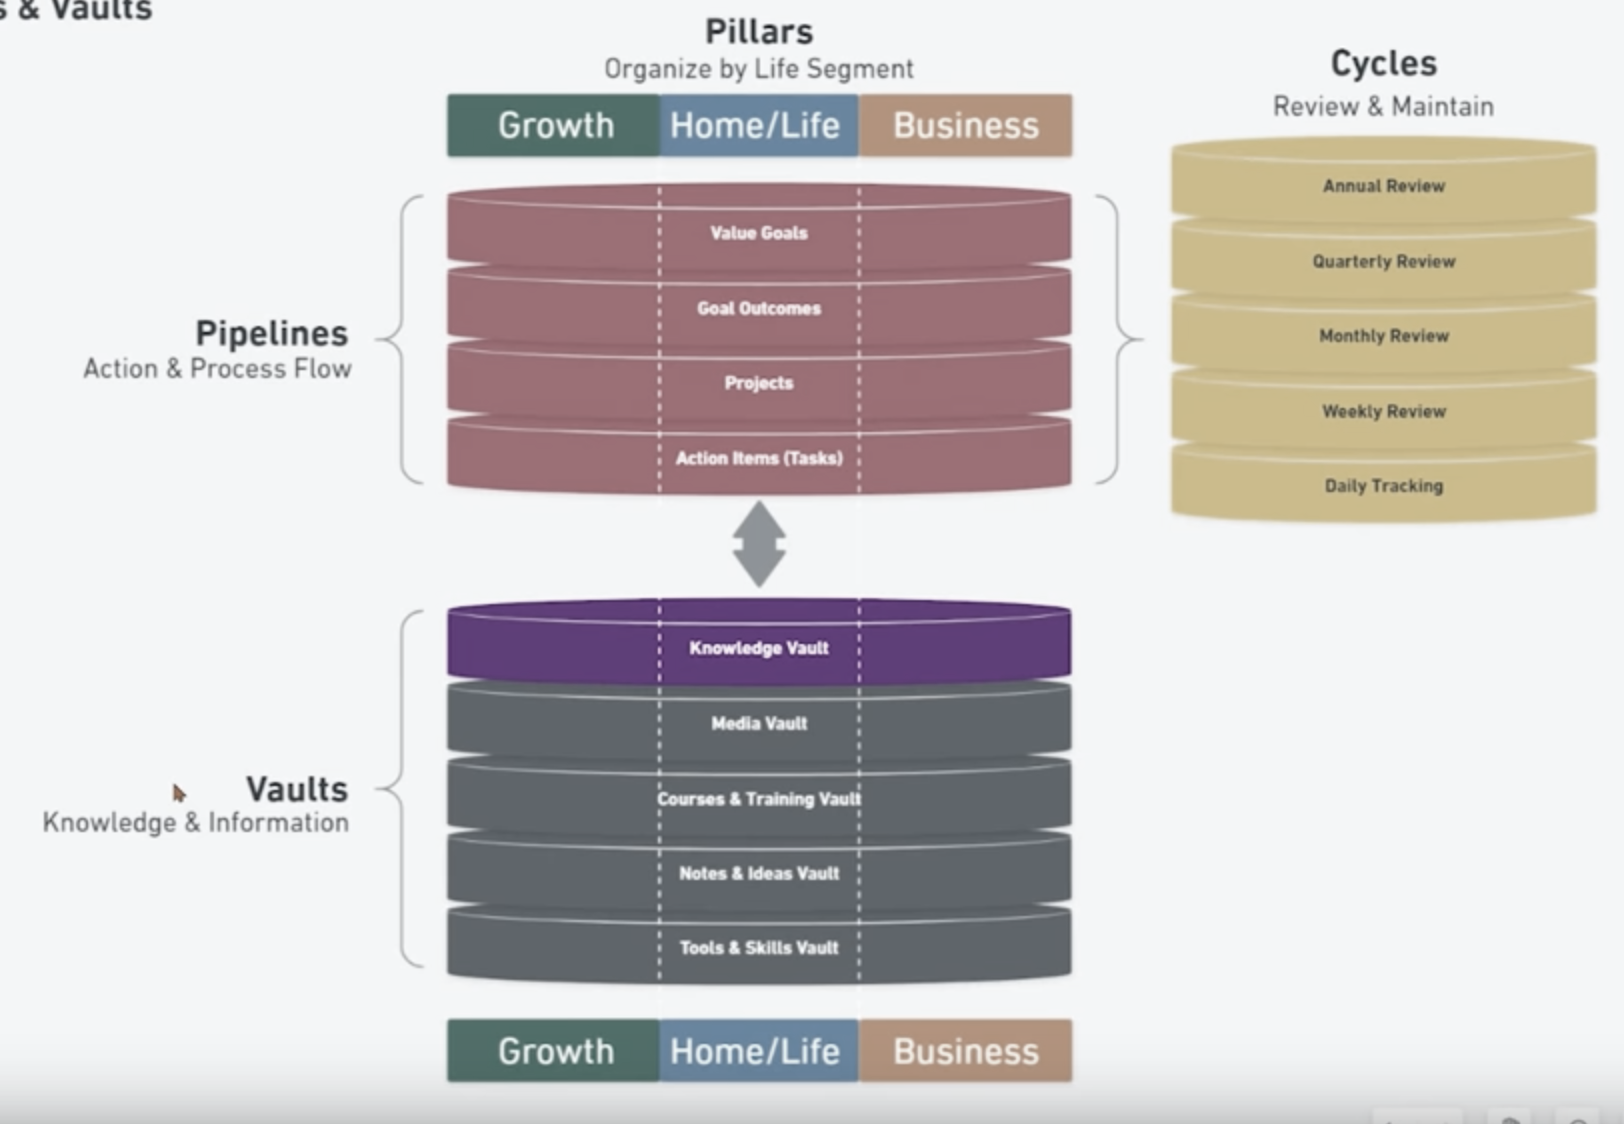 s & Vaults
Pillars
Organize by Life Segment
Growth
Home/Life
Business
Cycles
Review & Maintain
Pipelines
Action & Process Flow
Value Goals
Goal Outcomes
Projects
Action Items (Tasks)
Annual Review
Quarterly Review
Monthly Review
Weekly Review
Daily Tracking
Vaults
Knowledge & Information
Knowledge Vault
Media Vault
Courses & Training Vault
Notes & Ideas Vault
Tools & Skills Vault
Growth
Home/Life
Business